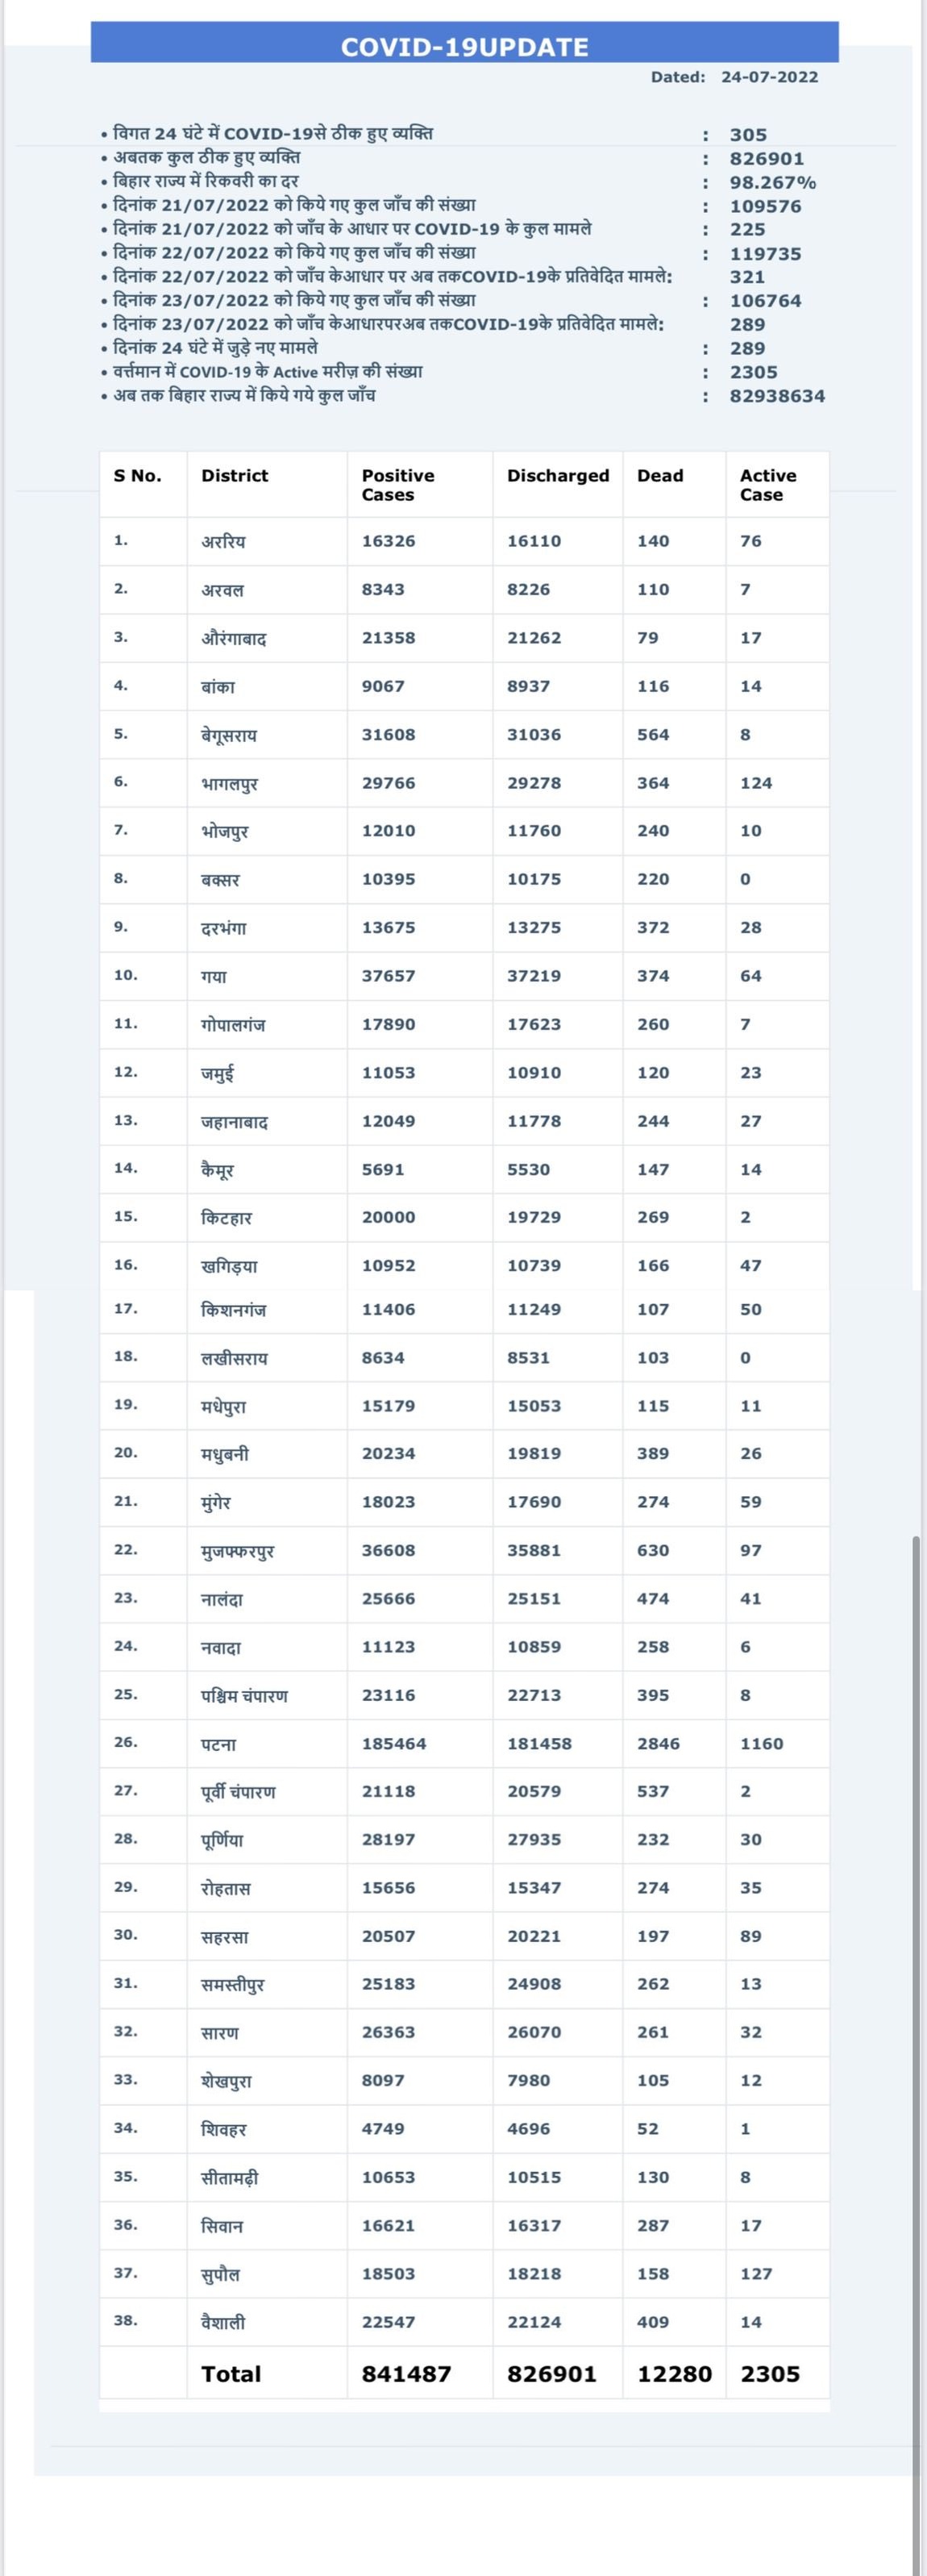 COVID-19UPDATE
Dated: 24-07-2022
• विगत 24 घंटे में COVID-19से ठीक हुए व्यक्ति : 305
• अबतक कुल ठीक हुए व्यक्ति : 826901
• बिहार राज्य में रिकवरी का दर : 98.267%
• दिनांक 21/07/2022 को किये गए कुल जाँच की संख्या : 109576
• दिनांक 21/07/2022 को जाँच के आधार पर COVID-19 के कुल मामले : 225
• दिनांक 22/07/2022 को किये गए कुल जाँच की संख्या : 119735
• दिनांक 22/07/2022 को जाँच केआधार पर अब तकCOVID-19के प्रतिवेदित मामले: 321
• दिनांक 23/07/2022 को किये गए कुल जाँच की संख्या : 106764
• दिनांक 23/07/2022 को जाँच केआधारपरअब तकCOVID-19के प्रतिवेदित मामले: 289
• दिनांक 24 घंटे में जुड़े नए मामले : 289
• वर्त्तमान में COVID-19 के Active मरीज़ की संख्या : 2305
• अब तक बिहार राज्य में किये गये कुल जाँच : 82938634
S No. District Positive Cases Discharged Dead Active Case
1. अररिय 16326 16110 140 76
2. अरवल 8343 8226 110 7
3. औरंगाबाद 21358 21262 79 17
4. बांका 9067 8937 116 14
5. बेगूसराय 31608 31036 564 8
6. भागलपुर 29766 29278 364 124
7. भोजपुर 12010 11760 240 10
8. बक्सर 10395 10175 220 0
9. दरभंगा 13675 13275 372 28
10. गया 37657 37219 374 64
11. गोपालगंज 17890 17623 260 7
12. जमुई 11053 10910 120 23
13. जहानाबाद 12049 11778 244 27
14. कैमूर 5691 5530 147 14
15. किटहार 20000 19729 269 2
16. खगिड़या 10952 10739 166 47
17. किशनगंज 11406 11249 107 50
18. लखीसराय 8634 8531 103 0
19. मधेपुरा 15179 15053 115 11
20. मधुबनी 20234 19819 389 26
21. मुंगेर 18023 17690 274 59
22. मुजफ्फरपुर 36608 35881 630 97
23. नालंदा 25666 25151 474 41
24. नवादा 11123 10859 258 6
25. पश्चिम चंपारण 23116 22713 395 8
26. पटना 185464 181458 2846 1160
27. पूर्वी चंपारण 21118 20579 537 2
28. पूर्णिया 28197 27935 232 30
29. रोहतास 15656 15347 274 35
30. सहरसा 20507 20221 197 89
31. समस्तीपुर 25183 24908 262 13
32. सारण 26363 26070 261 32
33. शेखपुरा 8097 7980 105 12
34. शिवहर 4749 4696 52 1
35. सीतामढ़ी 10653 10515 130 8
36. सिवान 16621 16317 287 17
37. सुपौल 18503 18218 158 127
38. वैशाली 22547 22124 409 14
Total 841487 826901 12280 2305